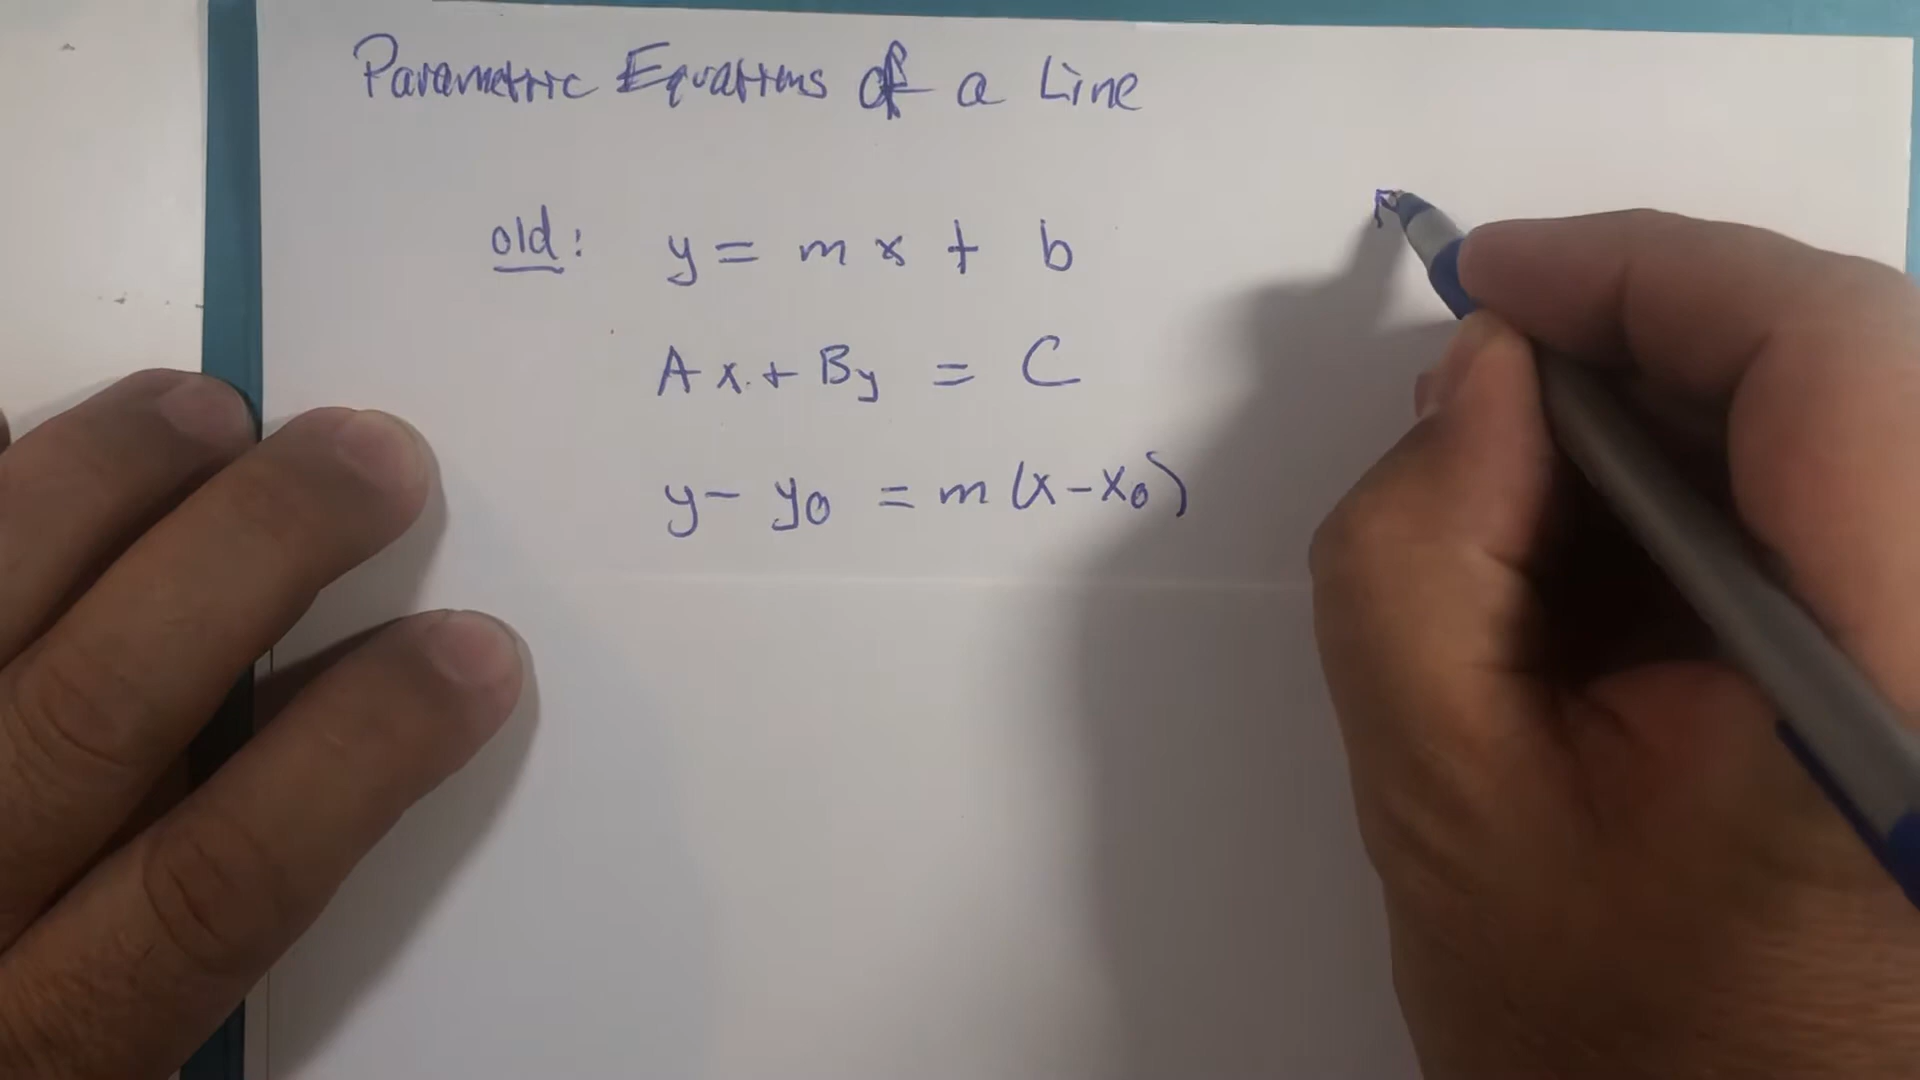 Parametric Equations of a Line
old: y = mx + b
Ax + By = C
y - y₀ = m(x - x₀)